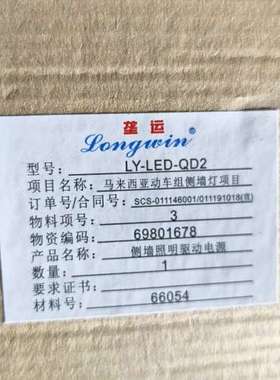 垄运
Longwin
型号: LY-LED-QD2
项目名称: 马来西亚动车组侧墙灯项目
订单号/合同号: SCS-011146001/011191018(宣)
物料项号: 3
物资编码: 69801678
产品名称: 侧墙照明驱动电源
数量: 1
要求证书:
材料号: 66054